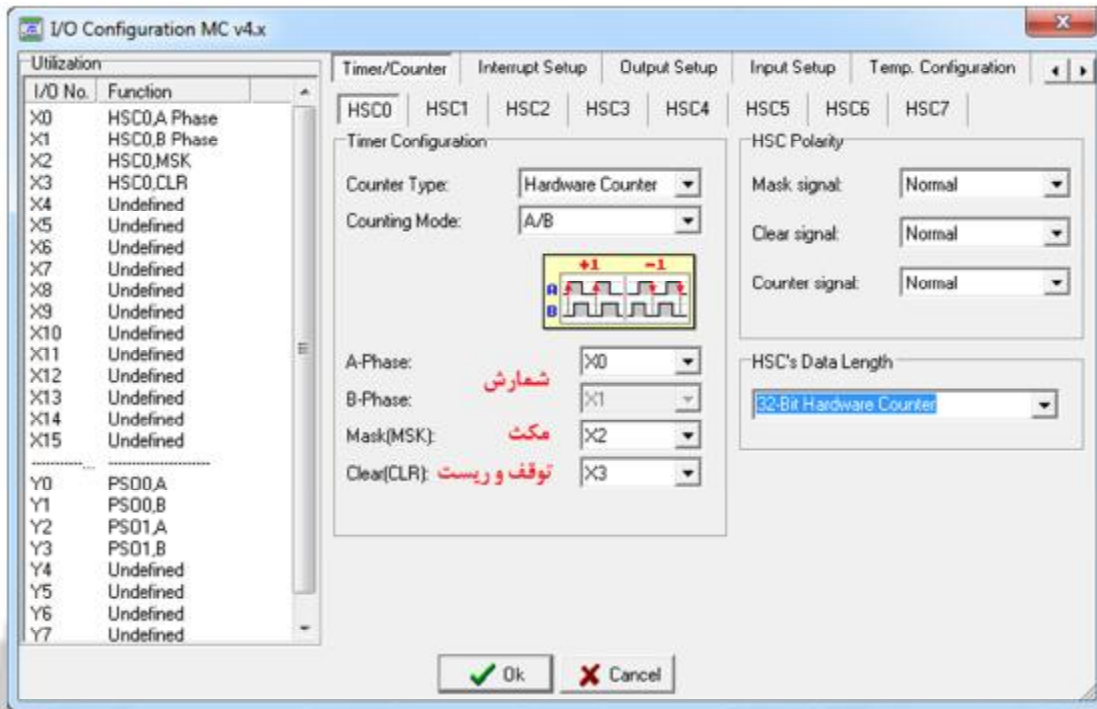 I/O Configuration MC v4.x
Utilization
I/O No. Function
X0 HSC0,A Phase
X1 HSC0,B Phase
X2 HSC0,MSK
X3 HSC0,CLR
X4 Undefined
X5 Undefined
X6 Undefined
X7 Undefined
X8 Undefined
X9 Undefined
X10 Undefined
X11 Undefined
X12 Undefined
X13 Undefined
X14 Undefined
X15 Undefined
Y0 PSO0,A
Y1 PSO0,B
Y2 PSO1,A
Y3 PSO1,B
Y4 Undefined
Y5 Undefined
Y6 Undefined
Y7 Undefined
Timer/Counter Interrupt Setup Output Setup Input Setup Temp. Configuration
HSC0 HSC1 HSC2 HSC3 HSC4 HSC5 HSC6 HSC7
Timer Configuration
Counter Type: Hardware Counter
Counting Mode: A/B
+1 -1
A
B
A-Phase: X0
شمارش
B-Phase: X1
Mask(MSK): مکث X2
Clear(CLR): توقف و ریست X3
HSC Polarity
Mask signal: Normal
Clear signal: Normal
Counter signal: Normal
HSC's Data Length
32-Bit Hardware Counter
Ok Cancel